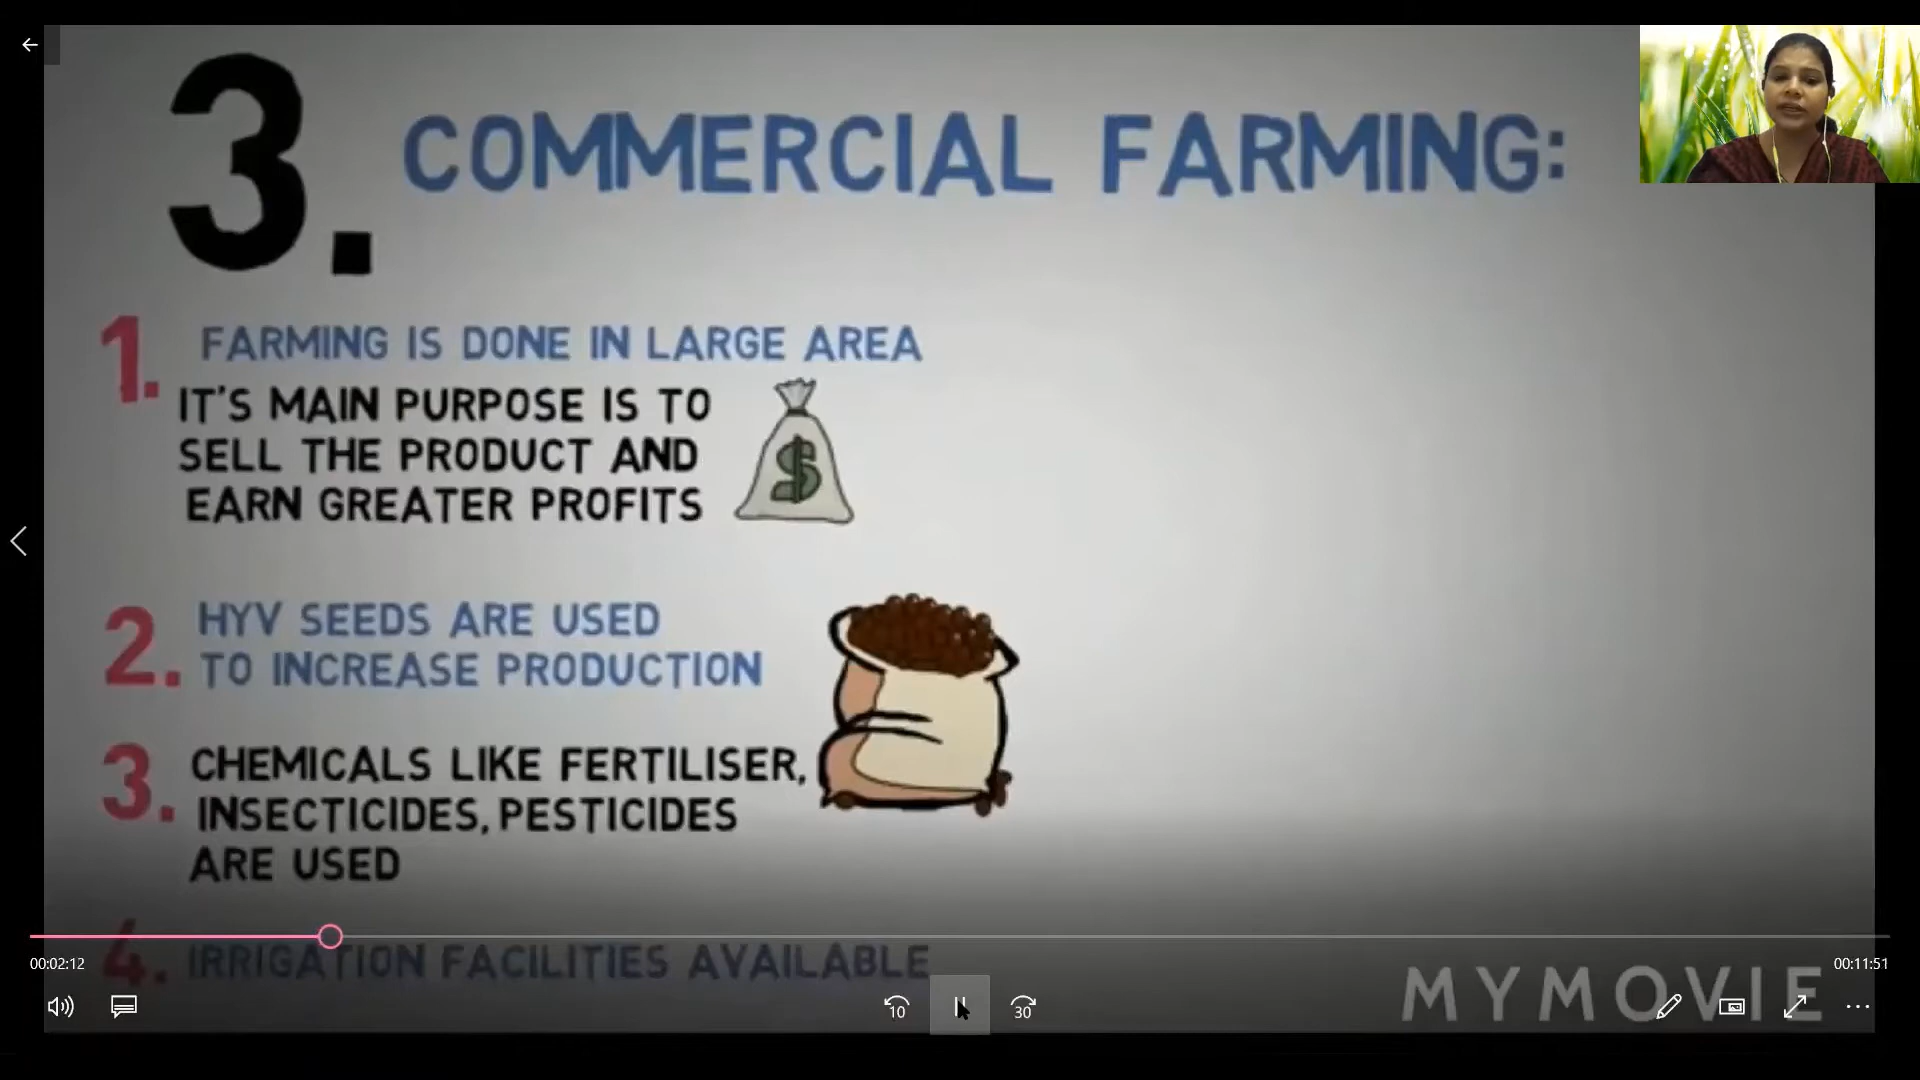 3. COMMERCIAL FARMING:
1. FARMING IS DONE IN LARGE AREA
IT'S MAIN PURPOSE IS TO
SELL THE PRODUCT AND
EARN GREATER PROFITS
$
2. HYV SEEDS ARE USED
TO INCREASE PRODUCTION
3. CHEMICALS LIKE FERTILISER,
INSECTICIDES, PESTICIDES
ARE USED
4. IRRIGATION FACILITIES AVAILABLE
00:02:12
00:11:51
MYMOVIE
10
30